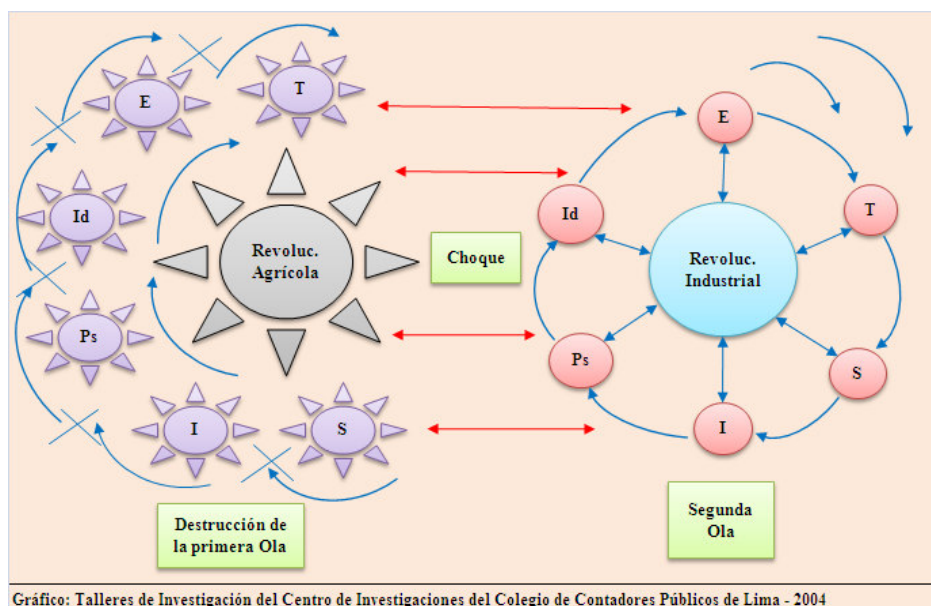 E
T
Id
Revoluc.
Agrícola
Ps
I
S
Destrucción de
la primera Ola
Choque
E
T
Id
Revoluc.
Industrial
Ps
S
I
Segunda
Ola
Gráfico: Talleres de Investigación del Centro de Investigaciones del Colegio de Contadores Públicos de Lima - 2004